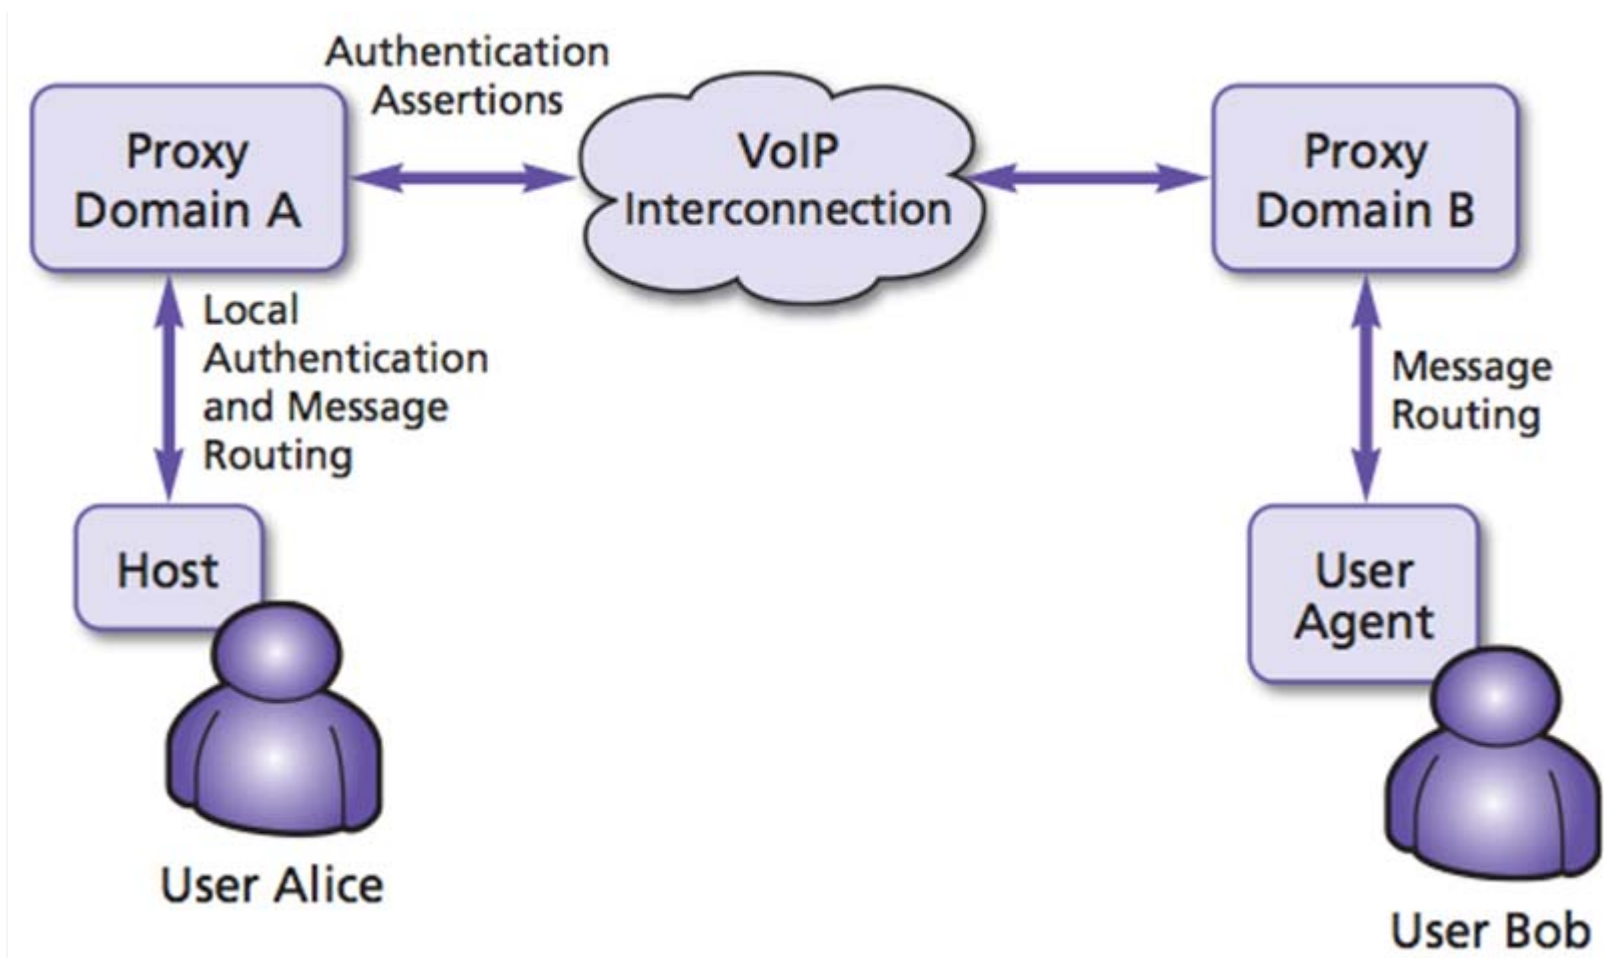 Authentication
Assertions
Proxy
Domain A
VoIP
Interconnection
Proxy
Domain B
Local
Authentication
and Message
Routing
Message
Routing
Host
User
Agent
User Alice
User Bob